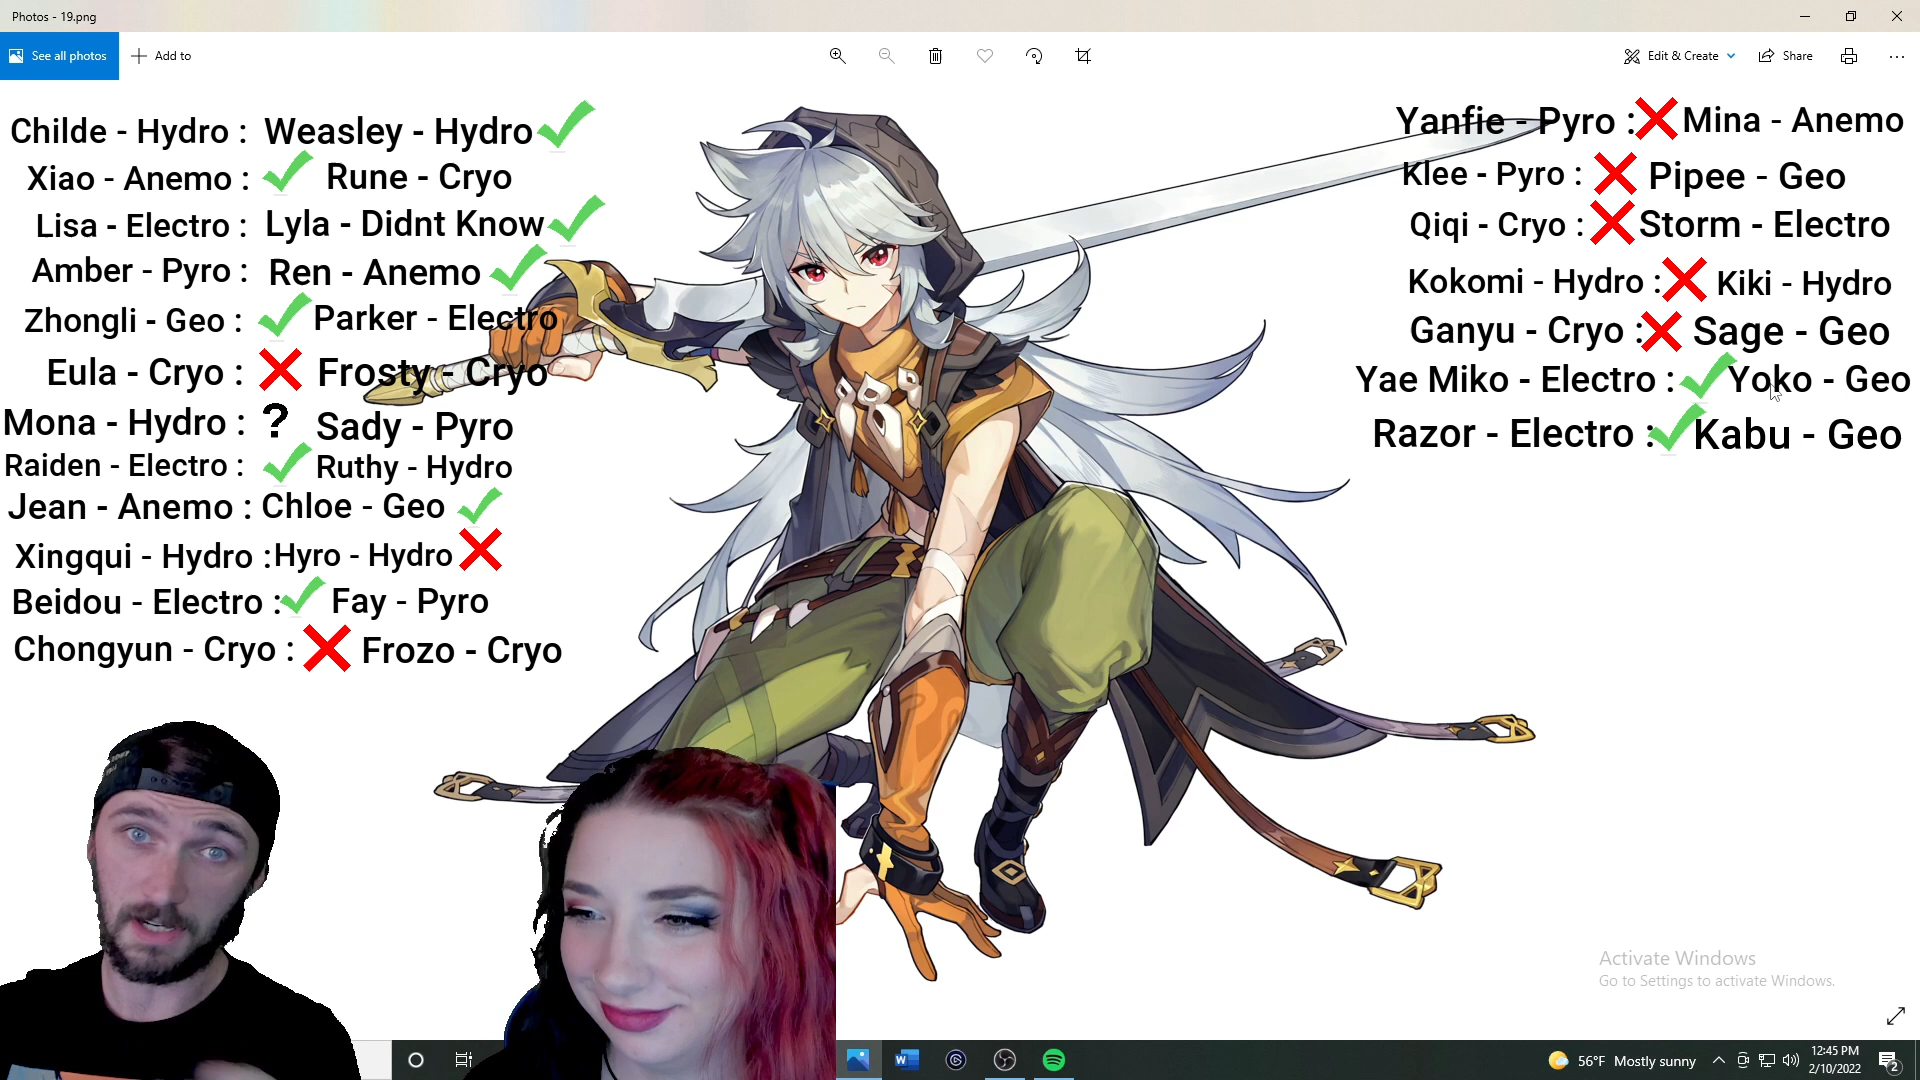 Photos - 19.png
See all photos
Add to
Edit & Create
Share
Childe - Hydro : Weasley - Hydro
Xiao - Anemo : Rune - Cryo
Lisa - Electro : Lyla - Didnt Know
Amber - Pyro : Ren - Anemo
Zhongli - Geo : Parker - Electro
Eula - Cryo : Frosty - Cryo
Mona - Hydro : ? Sady - Pyro
Raiden - Electro : Ruthy - Hydro
Jean - Anemo : Chloe - Geo
Xingqui - Hydro : Hyro - Hydro
Beidou - Electro : Fay - Pyro
Chongyun - Cryo : Frozo - Cryo
Yanfie - Pyro : Mina - Anemo
Klee - Pyro : Pipee - Geo
Qiqi - Cryo : Storm - Electro
Kokomi - Hydro : Kiki - Hydro
Ganyu - Cryo : Sage - Geo
Yae Miko - Electro : Yoko - Geo
Razor - Electro : Kabu - Geo
Activate Windows
Go to Settings to activate Windows.
56°F Mostly sunny
12:45 PM
2/10/2022
2